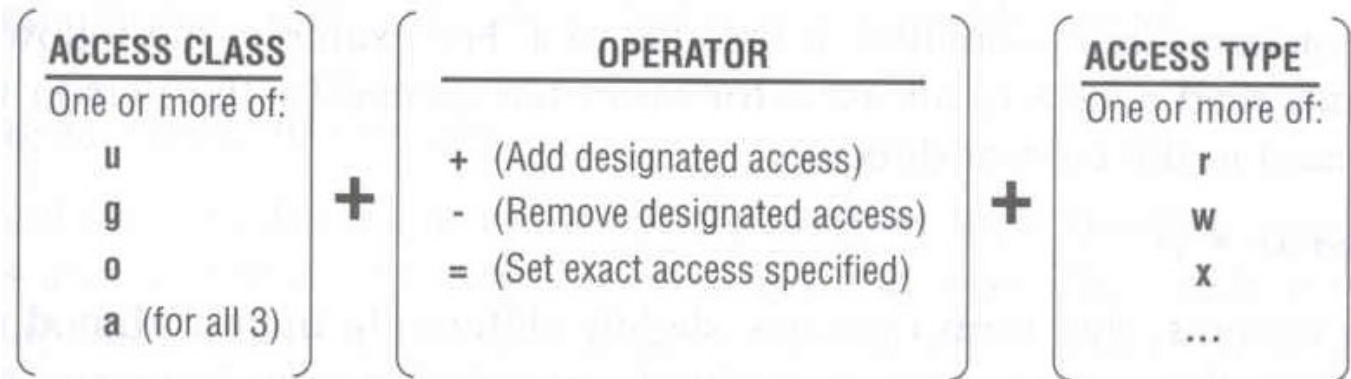 ACCESS CLASS
One or more of:
u
g
o
a (for all 3)
+
OPERATOR
+ (Add designated access)
- (Remove designated access)
= (Set exact access specified)
+
ACCESS TYPE
One or more of:
r
w
x
...